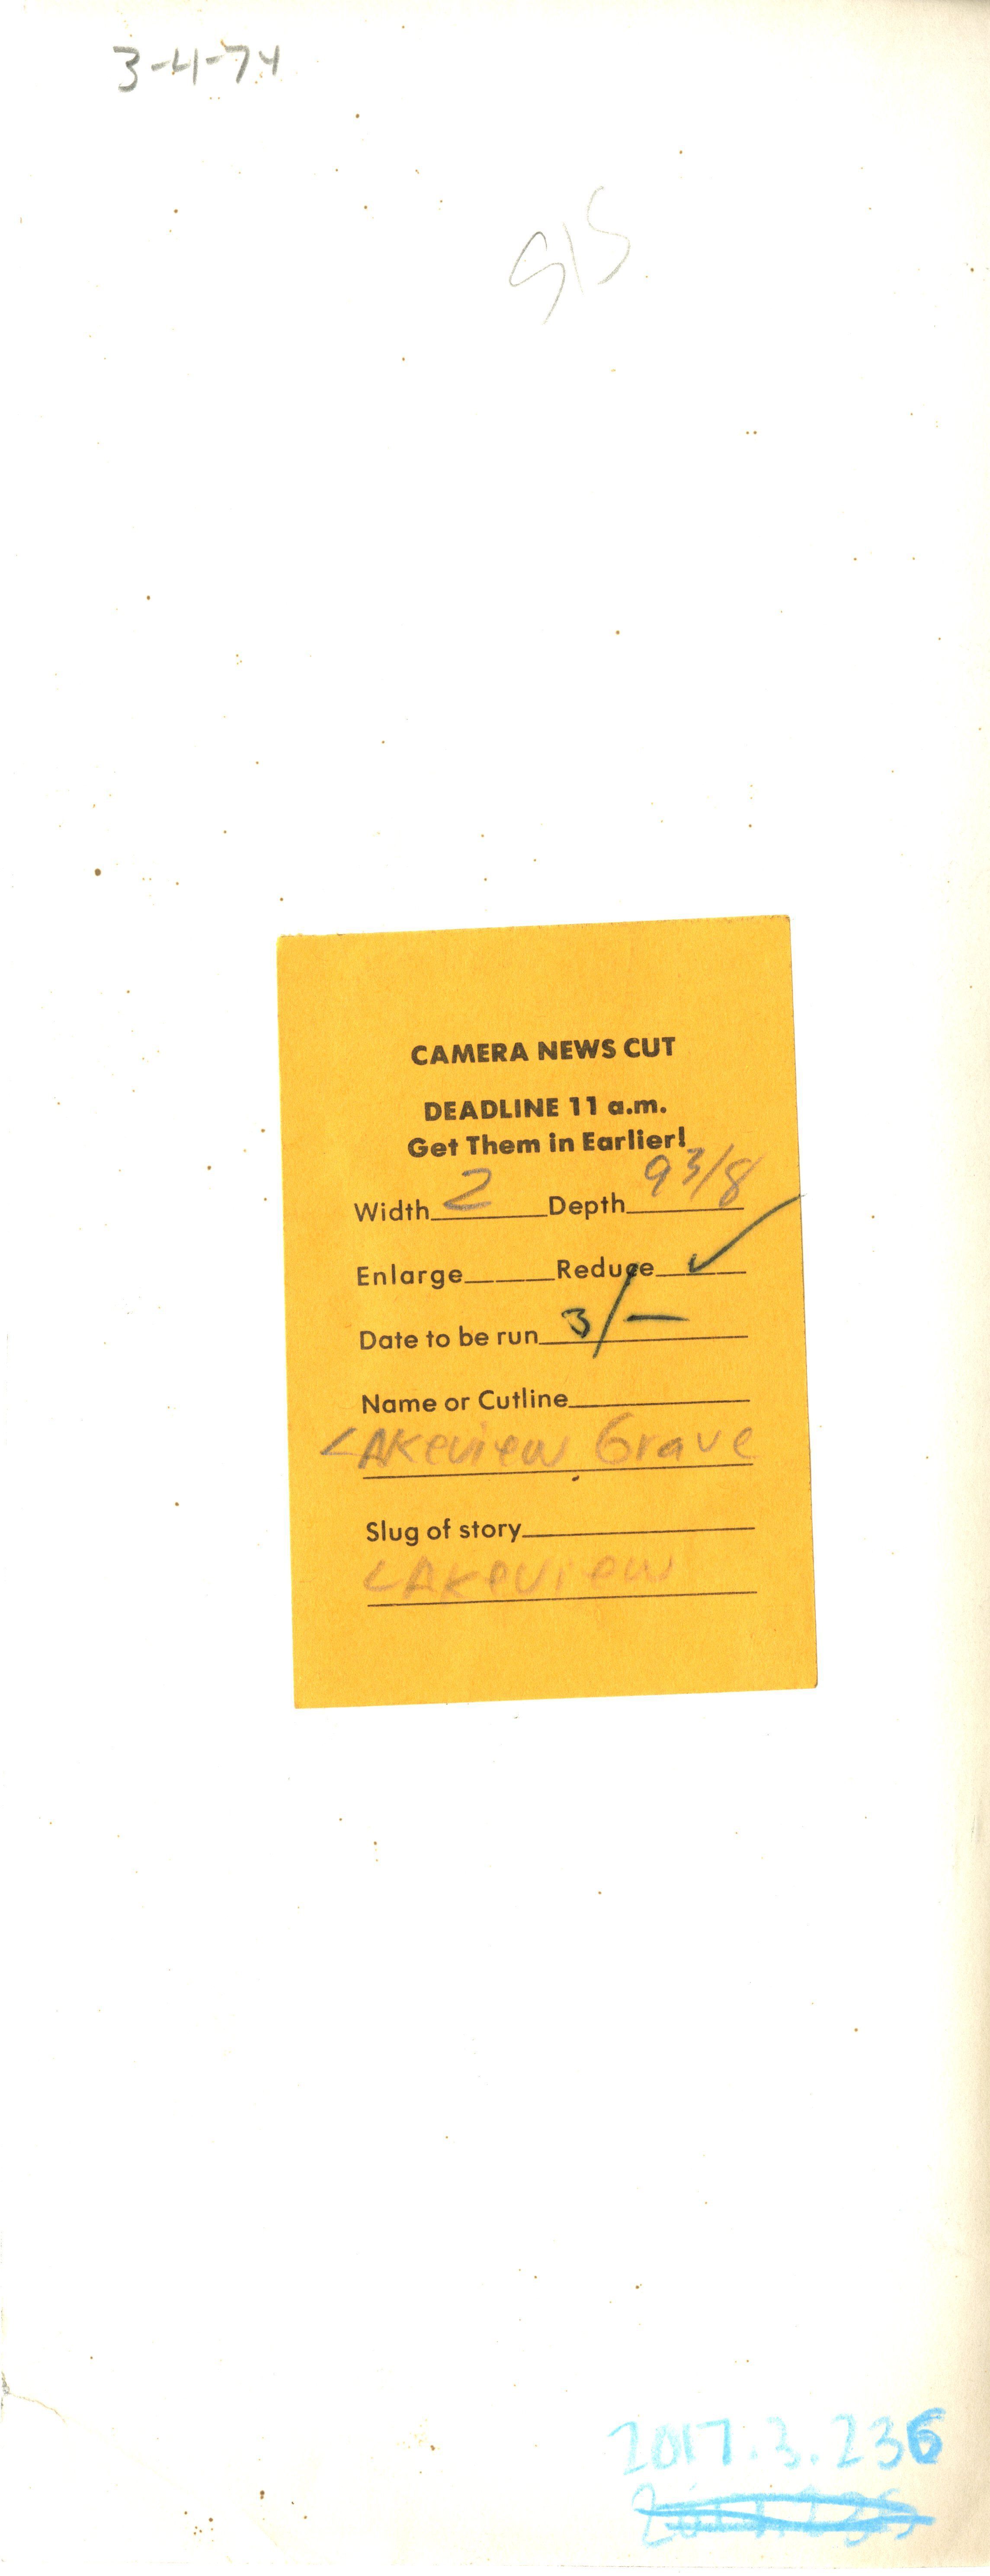 3-4-74
CAMERA NEWS CUT
DEADLINE 11 a.m.
Get Them in Earlier!
Width 2 Depth 9 3/8
Enlarge Reduce ✓
Date to be run 3/—
Name or Cutline
LAKeview Grave
Slug of story
LAKeview
2017.3.236